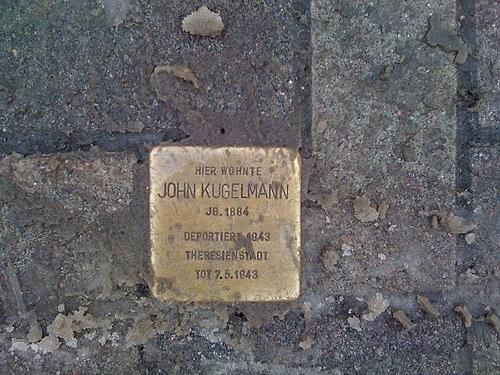 HIER WOHNTE
JOHN KUGELMANN
JG. 1884
DEPORTIERT 1943
THERESIENSTADT
TOT 7.5.1943